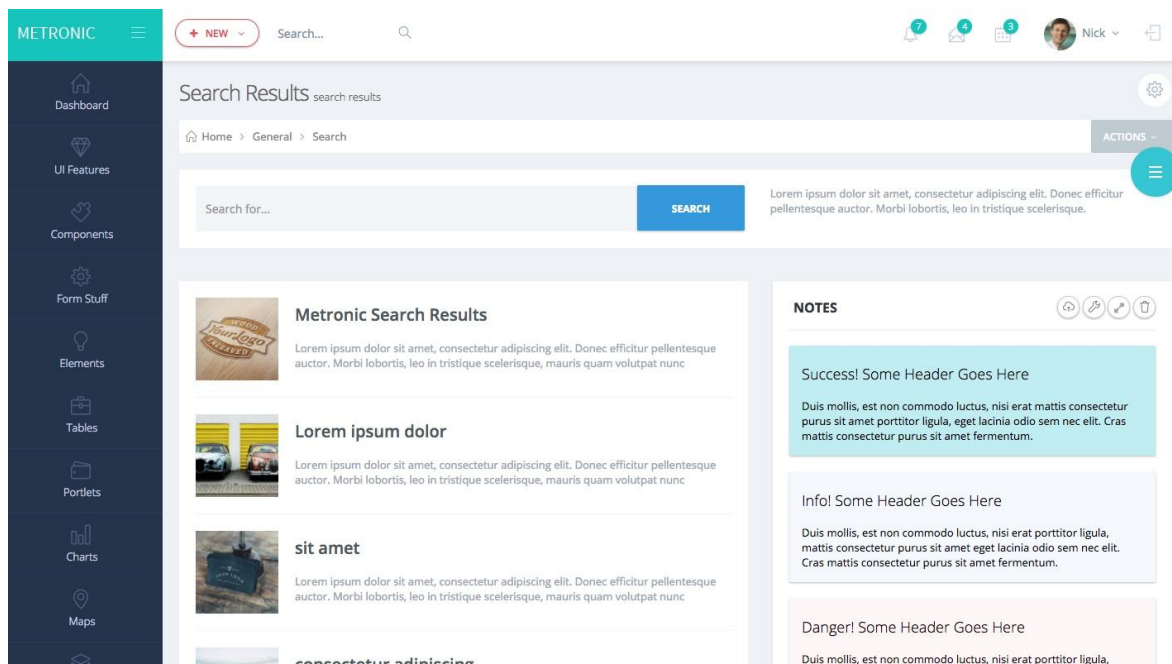 METRONIC
+ NEW
Search...
7
4
3
Nick
Dashboard
UI Features
Components
Form Stuff
Elements
Tables
Portlets
Charts
Maps
Search Results search results
Home > General > Search
ACTIONS
Search for...
SEARCH
Lorem ipsum dolor sit amet, consectetur adipiscing elit. Donec efficitur
pellentesque auctor. Morbi lobortis, leo in tristique scelerisque.
WOOD
YourLogo
Metronic Search Results
Lorem ipsum dolor sit amet, consectetur adipiscing elit. Donec efficitur pellentesque
auctor. Morbi lobortis, leo in tristique scelerisque, mauris quam volutpat nunc
Lorem ipsum dolor
Lorem ipsum dolor sit amet, consectetur adipiscing elit. Donec efficitur pellentesque
auctor. Morbi lobortis, leo in tristique scelerisque, mauris quam volutpat nunc
sit amet
Lorem ipsum dolor sit amet, consectetur adipiscing elit. Donec efficitur pellentesque
auctor. Morbi lobortis, leo in tristique scelerisque, mauris quam volutpat nunc
consectetur adipiscing
NOTES
Success! Some Header Goes Here
Duis mollis, est non commodo luctus, nisi erat mattis consectetur
purus sit amet porttitor ligula, eget lacinia odio sem nec elit. Cras
mattis consectetur purus sit amet fermentum.
Info! Some Header Goes Here
Duis mollis, est non commodo luctus, nisi erat porttitor ligula,
mattis consectetur purus sit amet eget lacinia odio sem nec elit.
Cras mattis consectetur purus sit amet fermentum.
Danger! Some Header Goes Here
Duis mollis, est non commodo luctus, nisi erat porttitor ligula,